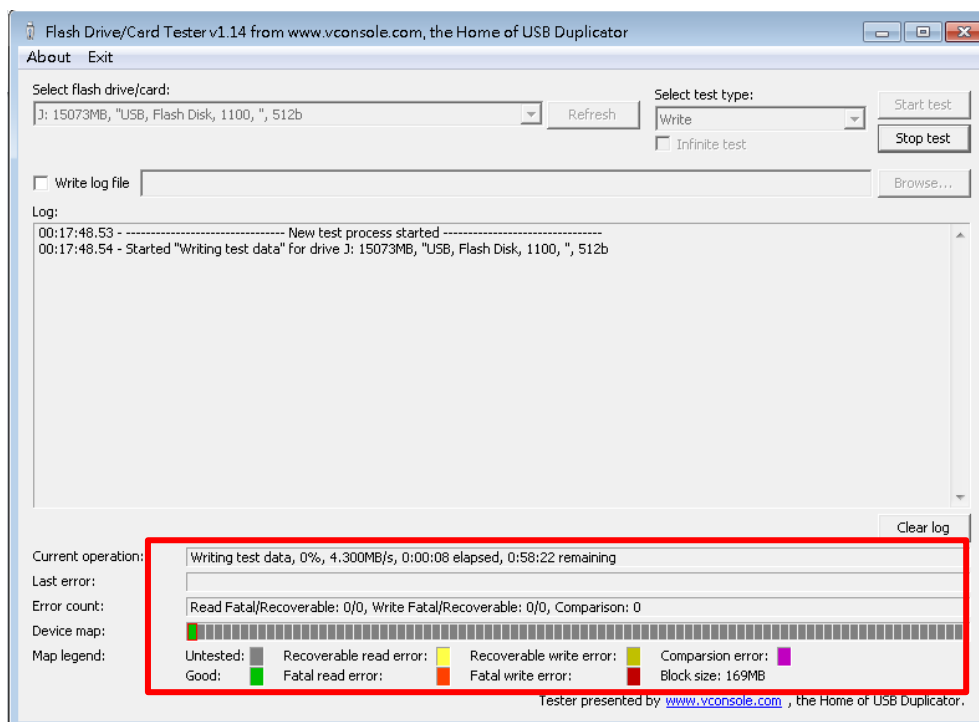 Flash Drive/Card Tester v1.14 from www.vconsole.com, the Home of USB Duplicator
About Exit
Select flash drive/card:
J: 15073MB, "USB, Flash Disk, 1100, ", 512b
Refresh
Select test type:
Write
Infinite test
Start test
Stop test
Write log file
Browse...
Log:
00:17:48.53 - -------------------------------- New test process started --------------------------------
00:17:48.54 - Started "Writing test data" for drive J: 15073MB, "USB, Flash Disk, 1100, ", 512b
Clear log
Current operation: Writing test data, 0%, 4.300MB/s, 0:00:08 elapsed, 0:58:22 remaining
Last error:
Error count: Read Fatal/Recoverable: 0/0, Write Fatal/Recoverable: 0/0, Comparison: 0
Device map:
Map legend: Untested: Recoverable read error: Recoverable write error: Comparsion error:
Good: Fatal read error: Fatal write error: Block size: 169MB
Tester presented by www.vconsole.com , the Home of USB Duplicator.